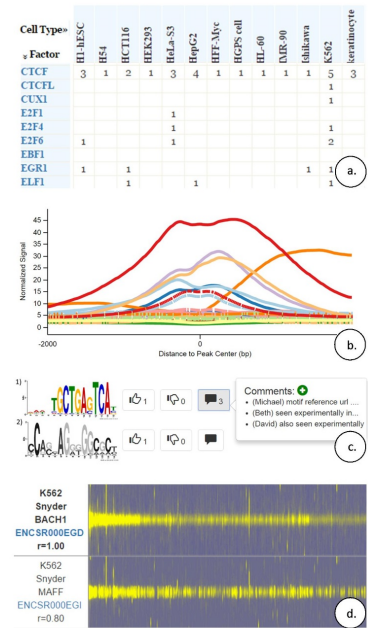 Cell Type» H1-hESC H54 HCT116 HEK293 HeLa-S3 HepG2 HFF-Myc HGPS cell HL-60 IMR-90 Ishikawa K562 keratinocyte
Factor
CTCF 3 1 2 1 3 4 1 1 1 1 1 5 3
CTCFL 1
CUX1 1
E2F1 1
E2F4 1 1
E2F6 1 1 2
EBF1
EGR1 1 1 1 1
ELF1 1 1 1
a.
Normalized Signal
45
40
35
30
25
20
15
10
5
0
-2000 0 2000
Distance to Peak Center (bp)
b.
1) TGCTGAGTCA 1 0 3
2) 1 0
Comments:
• (Michael) motif reference url ....
• (Beth) seen experimentally in...
• (David) also seen experimentally
c.
K562
Snyder
BACH1
ENCSR000EGD
r=1.00
K562
Snyder
MAFF
ENCSR000EGI
r=0.80
d.